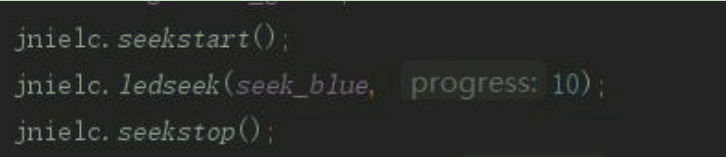 jnielc.seekstart();
jnielc.ledseek(seek_blue, progress: 10);
jnielc.seekstop();